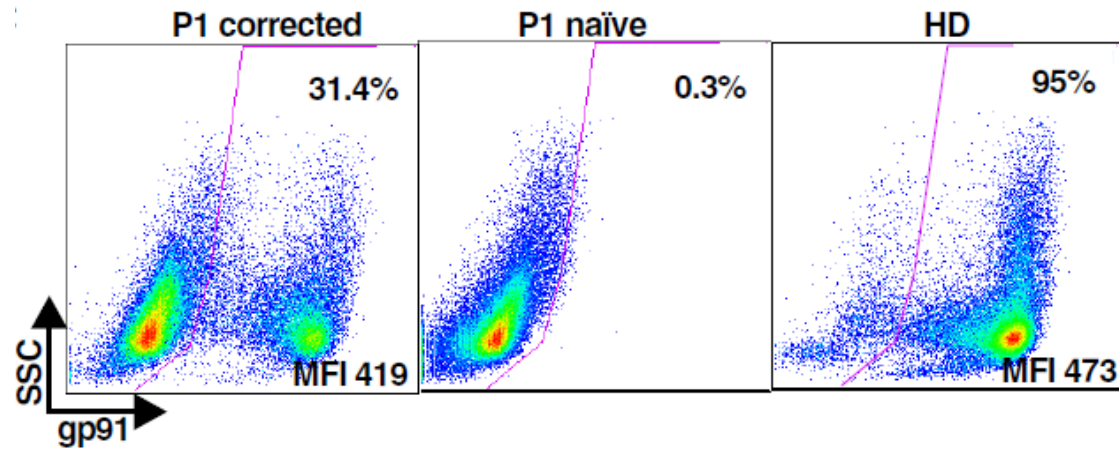 P1 corrected
P1 naïve
HD
31.4%
0.3%
95%
MFI 419
MFI 473
SSC
gp91